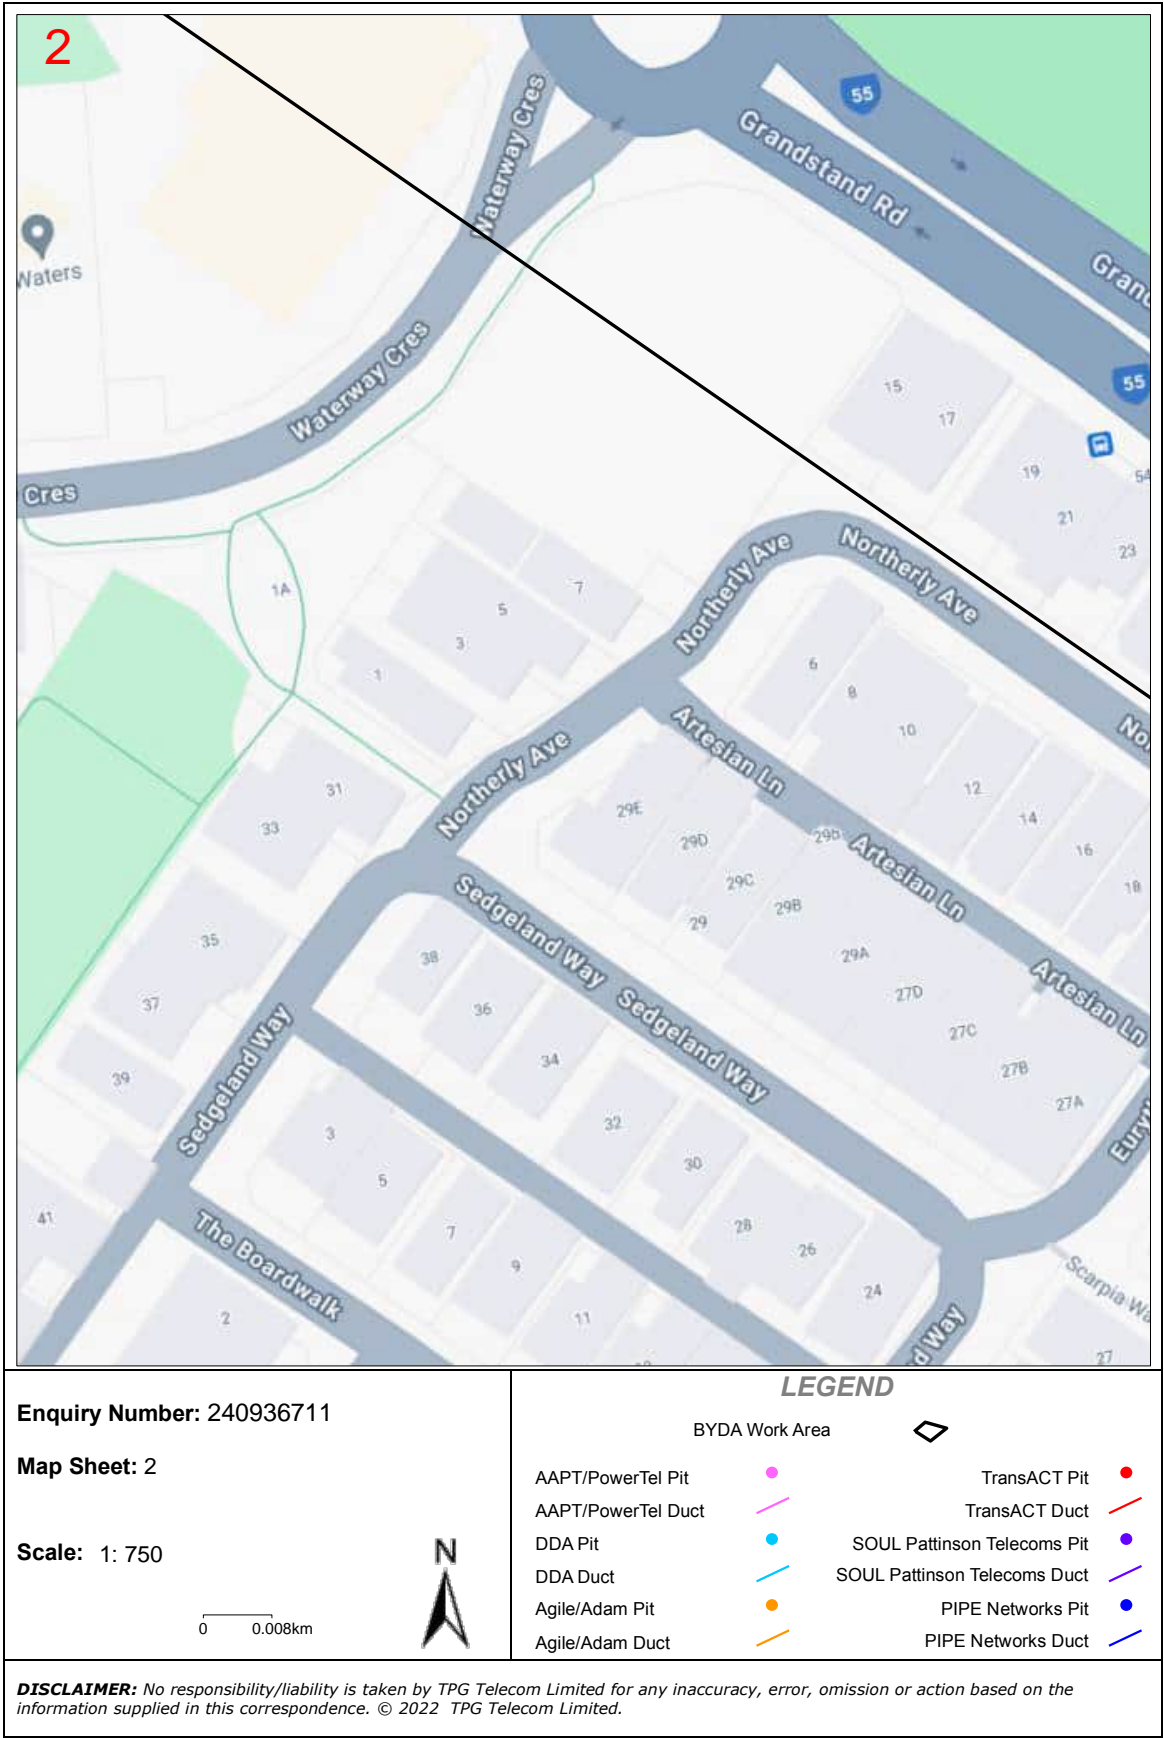 2
Waterway Cres
55
Grandstand Rd
Waters
Waterway Cres
15
17
55
Cres
19
21
23
Northerly Ave
Northerly Ave
1A
7
5
3
1
6
8
10
Artesian Ln
Northerly Ave
12
14
16
18
31
33
29E
29D
29b
29C
29B
29
Artesian Ln
Sedgeland Way
35
38
29A
27D
Artesian Ln
37
36
Sedgeland Way
27C
34
27B
39
27A
Sedgeland Way
32
3
30
5
41
The Boardwalk
7
28
26
9
24
Scarpia Wa
2
11
d Way
27
Enquiry Number: 240936711
Map Sheet: 2
Scale: 1: 750
N
0 0.008km
LEGEND
BYDA Work Area
AAPT/PowerTel Pit
AAPT/PowerTel Duct
DDA Pit
DDA Duct
Agile/Adam Pit
Agile/Adam Duct
TransACT Pit
TransACT Duct
SOUL Pattinson Telecoms Pit
SOUL Pattinson Telecoms Duct
PIPE Networks Pit
PIPE Networks Duct
DISCLAIMER: No responsibility/liability is taken by TPG Telecom Limited for any inaccuracy, error, omission or action based on the
information supplied in this correspondence. © 2022 TPG Telecom Limited.